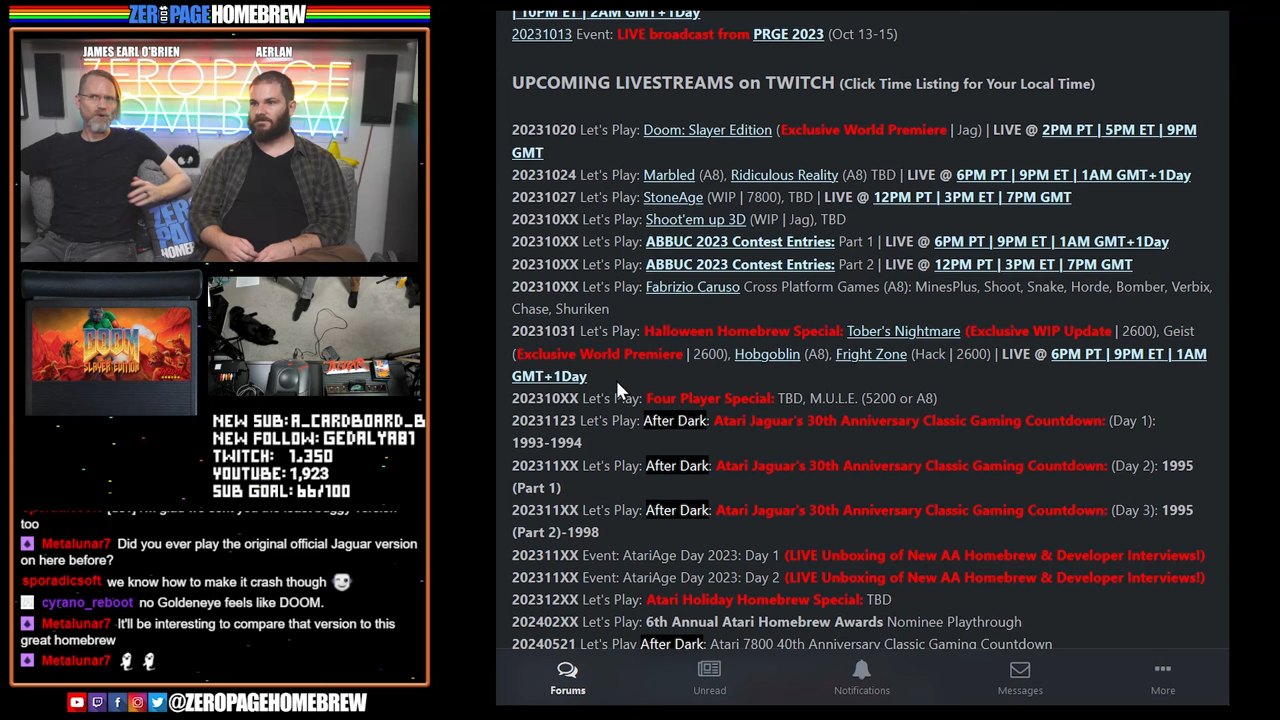 ZEROPAGEHOMEBREW
JAMES EARL O'BRIEN
AERLAN
ZEROPAGE
HOMEBREW
ZERO
PAGE
HOMEBREW
DOOM
SLAYER EDITION
NEW SUB: A_CARDBOARD_B
NEW FOLLOW: GEDALYA81
TWITCH: 1,350
YOUTUBE: 1,923
SUB GOAL: 66/100
too
Metalunar7 Did you ever play the original official Jaguar version
on here before?
sporadicsoft we know how to make it crash though
cyrano_reboot no Goldeneye feels like DOOM.
Metalunar7 It'll be interesting to compare that version to this
great homebrew
Metalunar7
@ZEROPAGEHOMEBREW
| 10PM ET | 2AM GMT+1Day
20231013 Event: LIVE broadcast from PRGE 2023 (Oct 13-15)
UPCOMING LIVESTREAMS on TWITCH (Click Time Listing for Your Local Time)
20231020 Let's Play: Doom: Slayer Edition (Exclusive World Premiere | Jag) | LIVE @ 2PM PT | 5PM ET | 9PM
GMT
20231024 Let's Play: Marbled (A8), Ridiculous Reality (A8) TBD | LIVE @ 6PM PT | 9PM ET | 1AM GMT+1Day
20231027 Let's Play: StoneAge (WIP | 7800), TBD | LIVE @ 12PM PT | 3PM ET | 7PM GMT
202310XX Let's Play: Shoot'em up 3D (WIP | Jag), TBD
202310XX Let's Play: ABBUC 2023 Contest Entries: Part 1 | LIVE @ 6PM PT | 9PM ET | 1AM GMT+1Day
202310XX Let's Play: ABBUC 2023 Contest Entries: Part 2 | LIVE @ 12PM PT | 3PM ET | 7PM GMT
202310XX Let's Play: Fabrizio Caruso Cross Platform Games (A8): MinesPlus, Shoot, Snake, Horde, Bomber, Verbix,
Chase, Shuriken
20231031 Let's Play: Halloween Homebrew Special: Tober's Nightmare (Exclusive WIP Update | 2600), Geist
(Exclusive World Premiere | 2600), Hobgoblin (A8), Fright Zone (Hack | 2600) | LIVE @ 6PM PT | 9PM ET | 1AM
GMT+1Day
202310XX Let's Play: Four Player Special: TBD, M.U.L.E. (5200 or A8)
20231123 Let's Play: After Dark: Atari Jaguar's 30th Anniversary Classic Gaming Countdown: (Day 1):
1993-1994
202311XX Let's Play: After Dark: Atari Jaguar's 30th Anniversary Classic Gaming Countdown: (Day 2): 1995
(Part 1)
202311XX Let's Play: After Dark: Atari Jaguar's 30th Anniversary Classic Gaming Countdown: (Day 3): 1995
(Part 2)-1998
202311XX Event: AtariAge Day 2023: Day 1 (LIVE Unboxing of New AA Homebrew & Developer Interviews!)
202311XX Event: AtariAge Day 2023: Day 2 (LIVE Unboxing of New AA Homebrew & Developer Interviews!)
202312XX Let's Play: Atari Holiday Homebrew Special: TBD
202402XX Let's Play: 6th Annual Atari Homebrew Awards Nominee Playthrough
20240521 Let's Play After Dark: Atari 7800 40th Anniversary Classic Gaming Countdown
Forums
Unread
Notifications
Messages
More